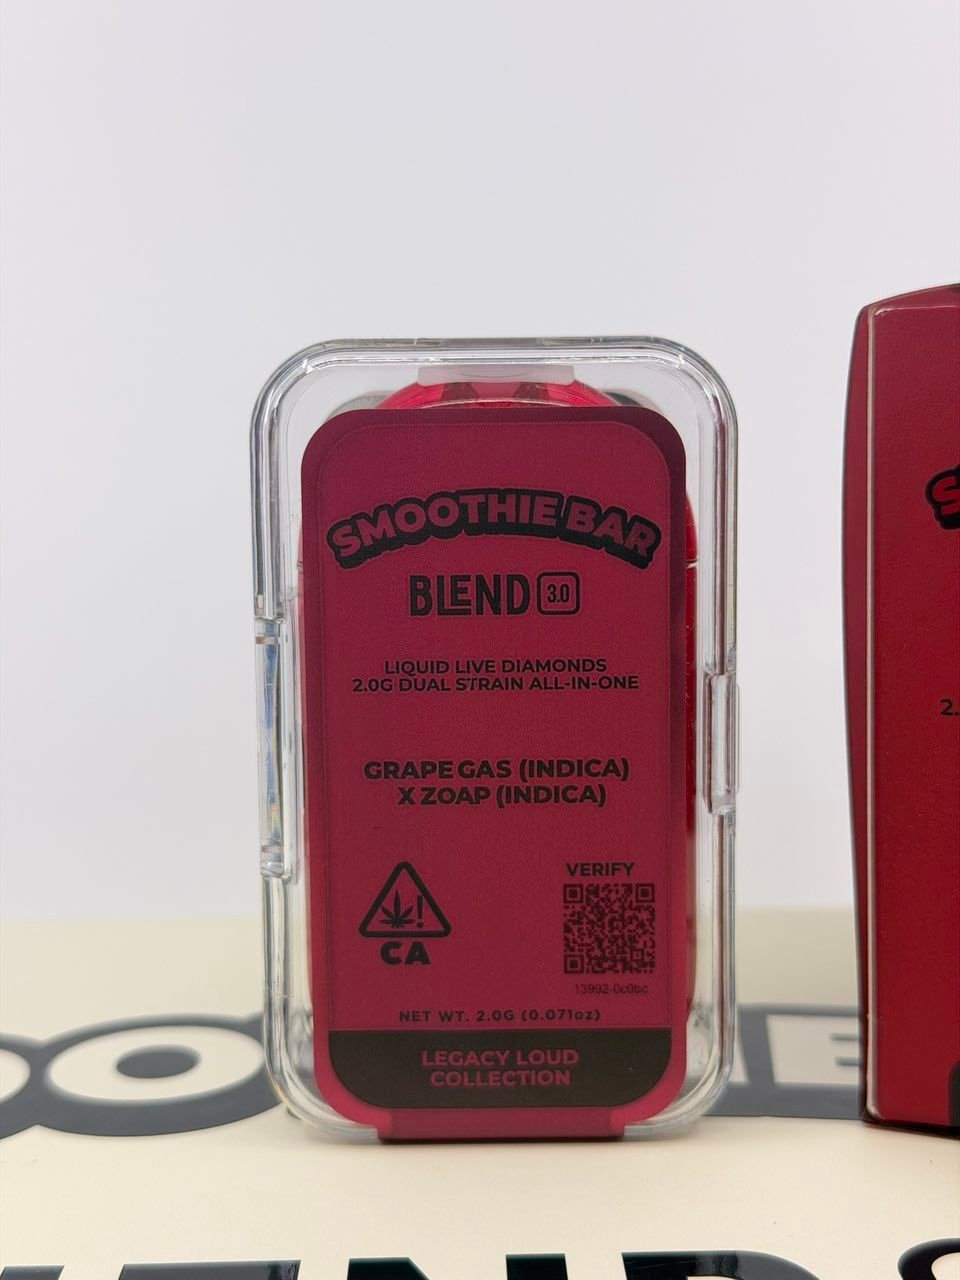 SMOOTHIE BAR
BLEND 3.0
LIQUID LIVE DIAMONDS
2.0G DUAL STRAIN ALL-IN-ONE
GRAPE GAS (INDICA)
X ZOAP (INDICA)
VERIFY
CA
13992-0c0bc
NET WT. 2.0G (0.071oz)
LEGACY LOUD
COLLECTION
2.